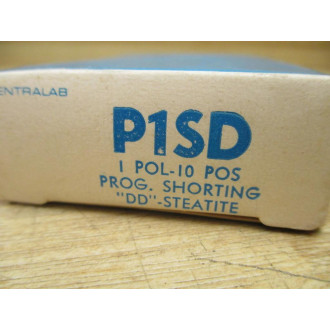 ENTRALAB
P1SD
1 POL-10 POS
PROG. SHORTING
"DD"-STEATITE